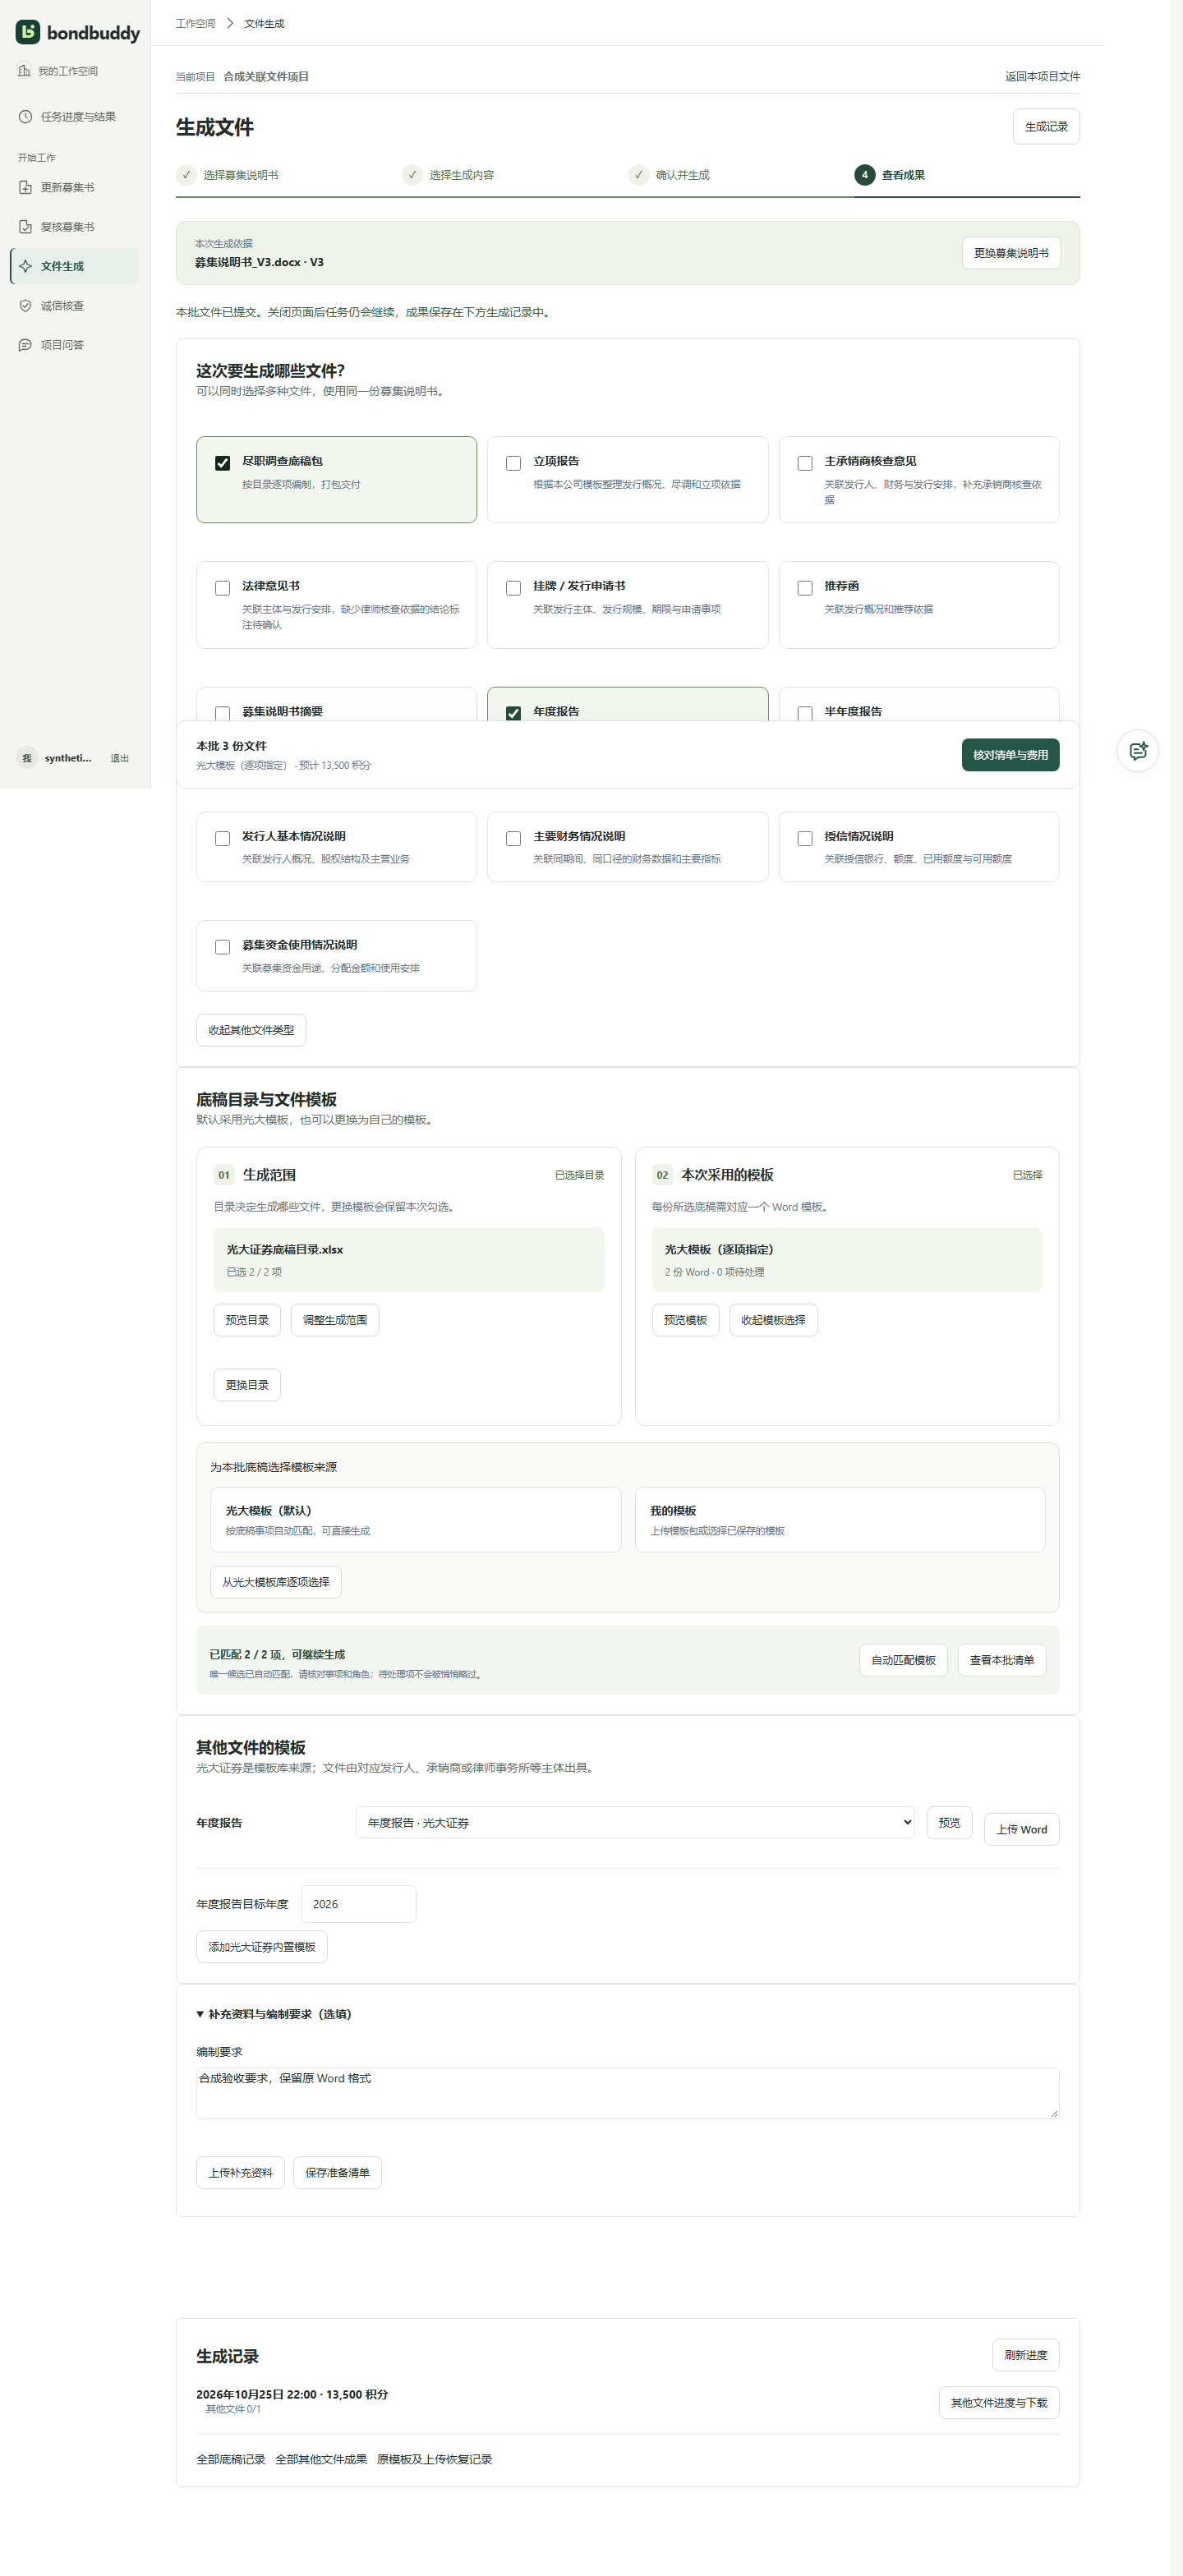 bondbuddy
我的工作空间
任务进度与结果
开始工作
更新募集书
复核募集书
文件生成
诚信核查
项目问答
我 syntheti... 退出
工作空间 > 文件生成
当前项目 合成关联文件项目
返回本项目文件
生成文件
生成记录
✓ 选择募集说明书
✓ 选择生成内容
✓ 确认并生成
4 查看成果
本次生成依据
募集说明书_V3.docx · V3
更换募集说明书
本批文件已提交。关闭页面后任务仍会继续，成果保存在下方生成记录中。
这次要生成哪些文件？
可以同时选择多种文件，使用同一份募集说明书。
尽职调查底稿包
按目录逐项编制，打包交付
立项报告
根据本公司模板整理发行概况、尽调和立项依据
主承销商核查意见
关联发行人、财务与发行安排，补充承销商核查依
据
法律意见书
关联主体与发行安排，缺少律师核查依据的结论标
注待确认
挂牌 / 发行申请书
关联发行主体、发行规模、期限与申请事项
推荐函
关联发行概况和推荐依据
募集说明书摘要
年度报告
半年度报告
本批 3 份文件
光大模板（逐项指定） · 预计 13,500 积分
核对清单与费用
发行人基本情况说明
关联发行人概况、股权结构及主营业务
主要财务情况说明
关联同期间、同口径的财务数据和主要指标
授信情况说明
关联授信银行、额度、已用额度与可用额度
募集资金使用情况说明
关联募集资金用途、分配金额和使用安排
收起其他文件类型
底稿目录与文件模板
默认采用光大模板，也可以更换为自己的模板。
01 生成范围
已选择目录
目录决定生成哪些文件，更换模板会保留本次勾选。
光大证券底稿目录.xlsx
已选 2 / 2 项
预览目录
调整生成范围
更换目录
02 本次采用的模板
已选择
每份所选底稿需对应一个 Word 模板。
光大模板（逐项指定）
2 份 Word · 0 项待处理
预览模板
收起模板选择
为本批底稿选择模板来源
光大模板（默认）
按底稿事项自动匹配，可直接生成
我的模板
上传模板包或选择已保存的模板
从光大模板库逐项选择
已匹配 2 / 2 项，可继续生成
唯一候选已自动匹配，请核对事项和角色；待处理项不会被悄悄略过。
自动匹配模板
查看本批清单
其他文件的模板
光大证券是模板库来源；文件由对应发行人、承销商或律师事务所等主体出具。
年度报告
年度报告 · 光大证券
预览
上传 Word
年度报告目标年度
2026
添加光大证券内置模板
▼ 补充资料与编制要求（选填）
编制要求
合成验收要求，保留原 Word 格式
上传补充资料
保存准备清单
生成记录
刷新进度
2026年10月25日 22:00 · 13,500 积分
其他文件 0/1
其他文件进度与下载
全部底稿记录 全部其他文件成果 原模板及上传恢复记录